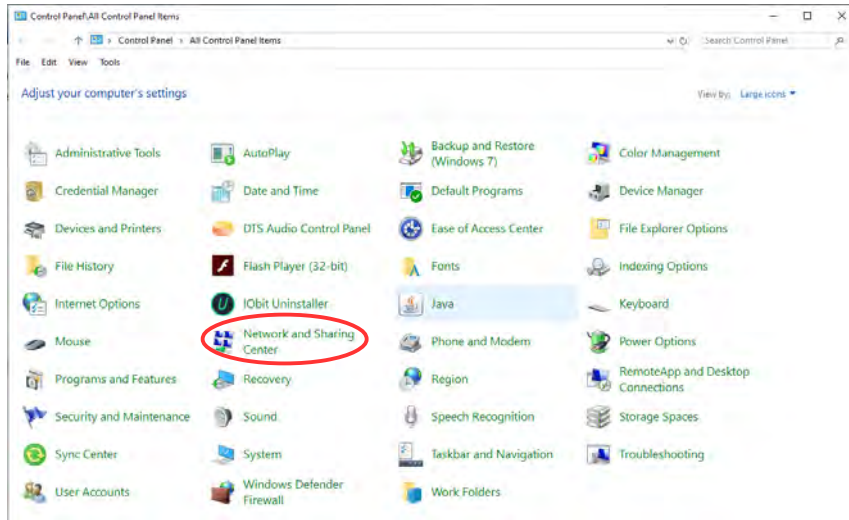 Control Panel\All Control Panel Items
Control Panel > All Control Panel Items
Search Control Panel
File Edit View Tools
Adjust your computer's settings
View by: Large icons
Administrative Tools
AutoPlay
Backup and Restore
(Windows 7)
Color Management
Credential Manager
Date and Time
Default Programs
Device Manager
Devices and Printers
DTS Audio Control Panel
Ease of Access Center
File Explorer Options
File History
Flash Player (32-bit)
Fonts
Indexing Options
Internet Options
IObit Uninstaller
Java
Keyboard
Mouse
Network and Sharing
Center
Phone and Modem
Power Options
Programs and Features
Recovery
Region
RemoteApp and Desktop
Connections
Security and Maintenance
Sound
Speech Recognition
Storage Spaces
Sync Center
System
Taskbar and Navigation
Troubleshooting
User Accounts
Windows Defender
Firewall
Work Folders